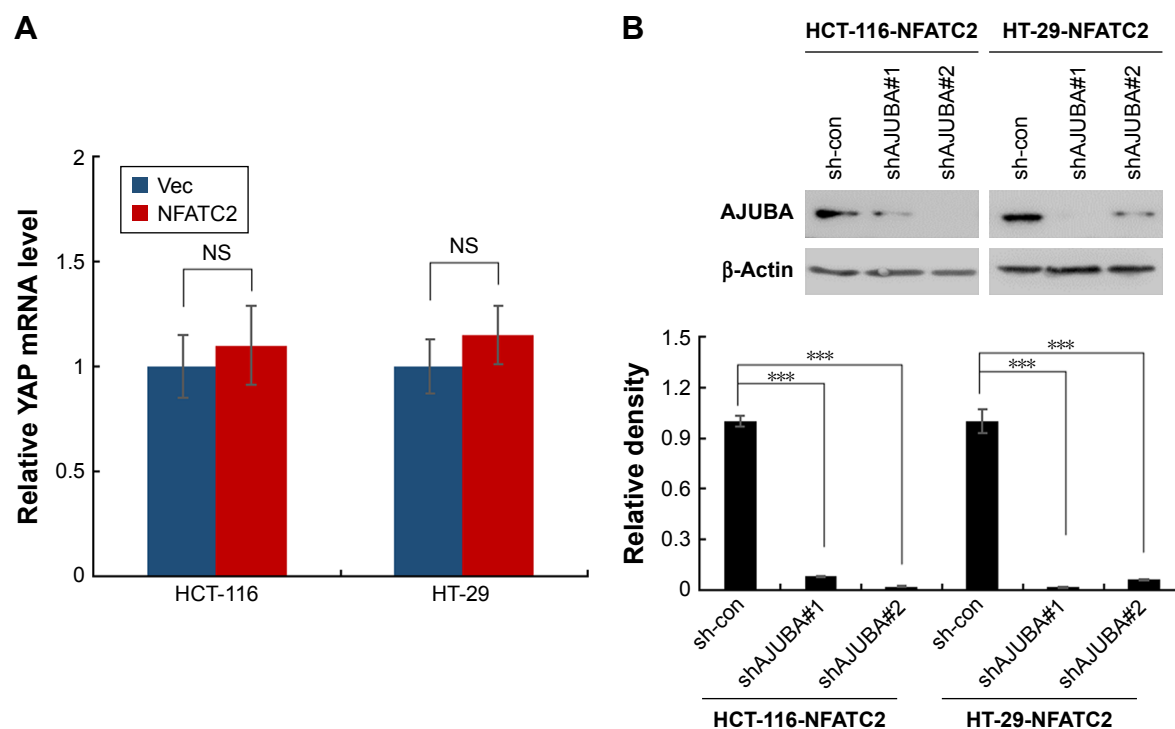 A
Relative YAP mRNA level
2
1.5
1
0.5
0
Vec
NFATC2
NS
NS
HCT-116
HT-29
B
HCT-116-NFATC2
HT-29-NFATC2
sh-con
shAJUBA#1
shAJUBA#2
sh-con
shAJUBA#1
shAJUBA#2
AJUBA
β-Actin
Relative density
1.5
1.2
0.9
0.6
0.3
0
***
***
***
***
sh-con
shAJUBA#1
shAJUBA#2
sh-con
shAJUBA#1
shAJUBA#2
HCT-116-NFATC2
HT-29-NFATC2